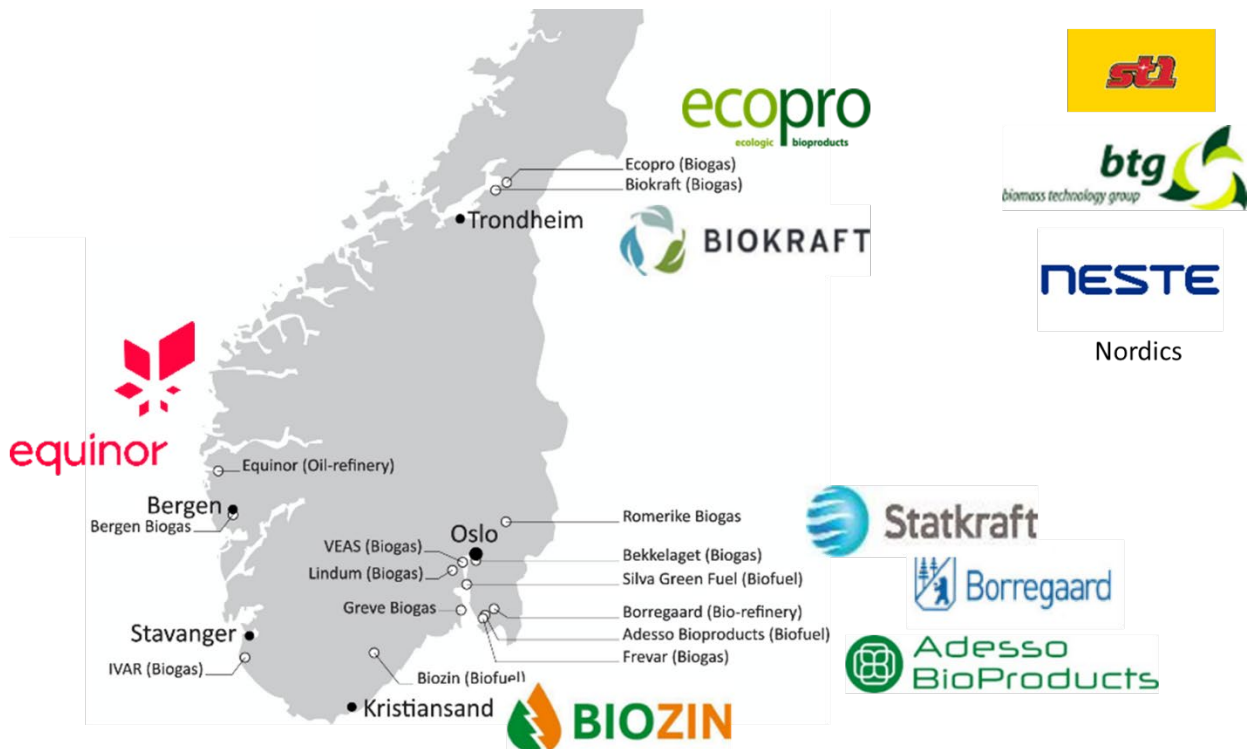 st1
ecopro
ecologic bioproducts
btg
biomass technology group
Ecopro (Biogas)
Biokraft (Biogas)
Trondheim
BIOKRAFT
NESTE
Nordics
equinor
Equinor (Oil-refinery)
Bergen
Bergen Biogas
Romerike Biogas
Statkraft
Oslo
VEAS (Biogas)
Bekkelaget (Biogas)
Lindum (Biogas)
Silva Green Fuel (Biofuel)
Borregaard
Greve Biogas
Borregaard (Bio-refinery)
Stavanger
Adesso Bioproducts (Biofuel)
Adesso
BioProducts
IVAR (Biogas)
Frevar (Biogas)
Biozin (Biofuel)
Kristiansand
BIOZIN